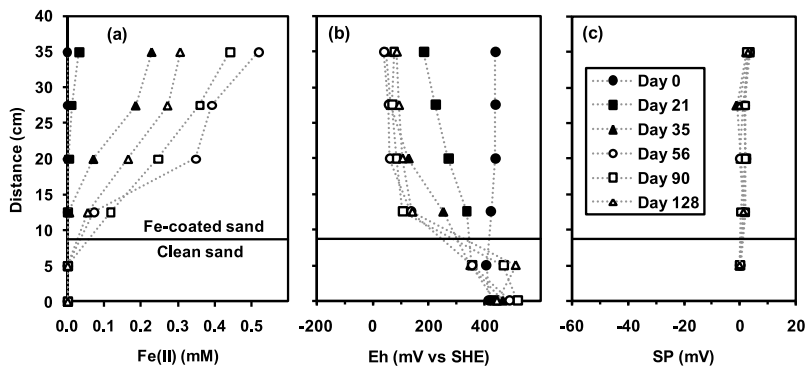 (a)
(b)
(c)
40
35
30
25
20
15
10
5
0
Distance (cm)
Fe-coated sand
Clean sand
0.0 0.1 0.2 0.3 0.4 0.5
Fe(II) (mM)
-200 0 200 400
Eh (mV vs SHE)
Day 0
Day 21
Day 35
Day 56
Day 90
Day 128
-60 -40 -20 0 20
SP (mV)